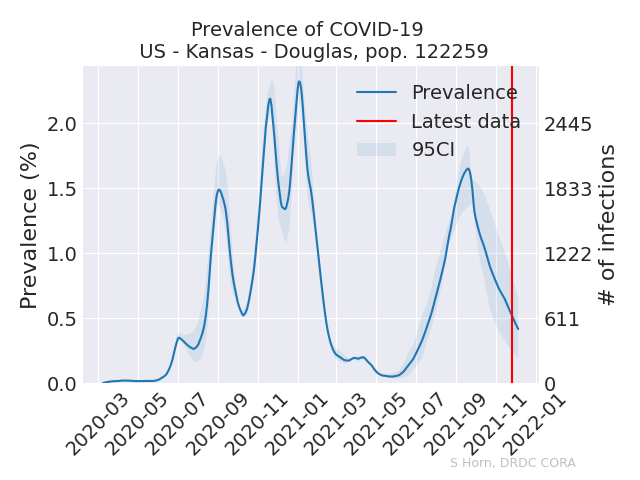 Prevalence of COVID-19
US - Kansas - Douglas, pop. 122259
Prevalence
Latest data
95CI
Prevalence (%)
2.0
1.5
1.0
0.5
0.0
2445
1833
1222
611
0
# of infections
2020-03
2020-05
2020-07
2020-09
2020-11
2021-01
2021-03
2021-05
2021-07
2021-09
2021-11
2022-01
S Horn, DRDC CORA